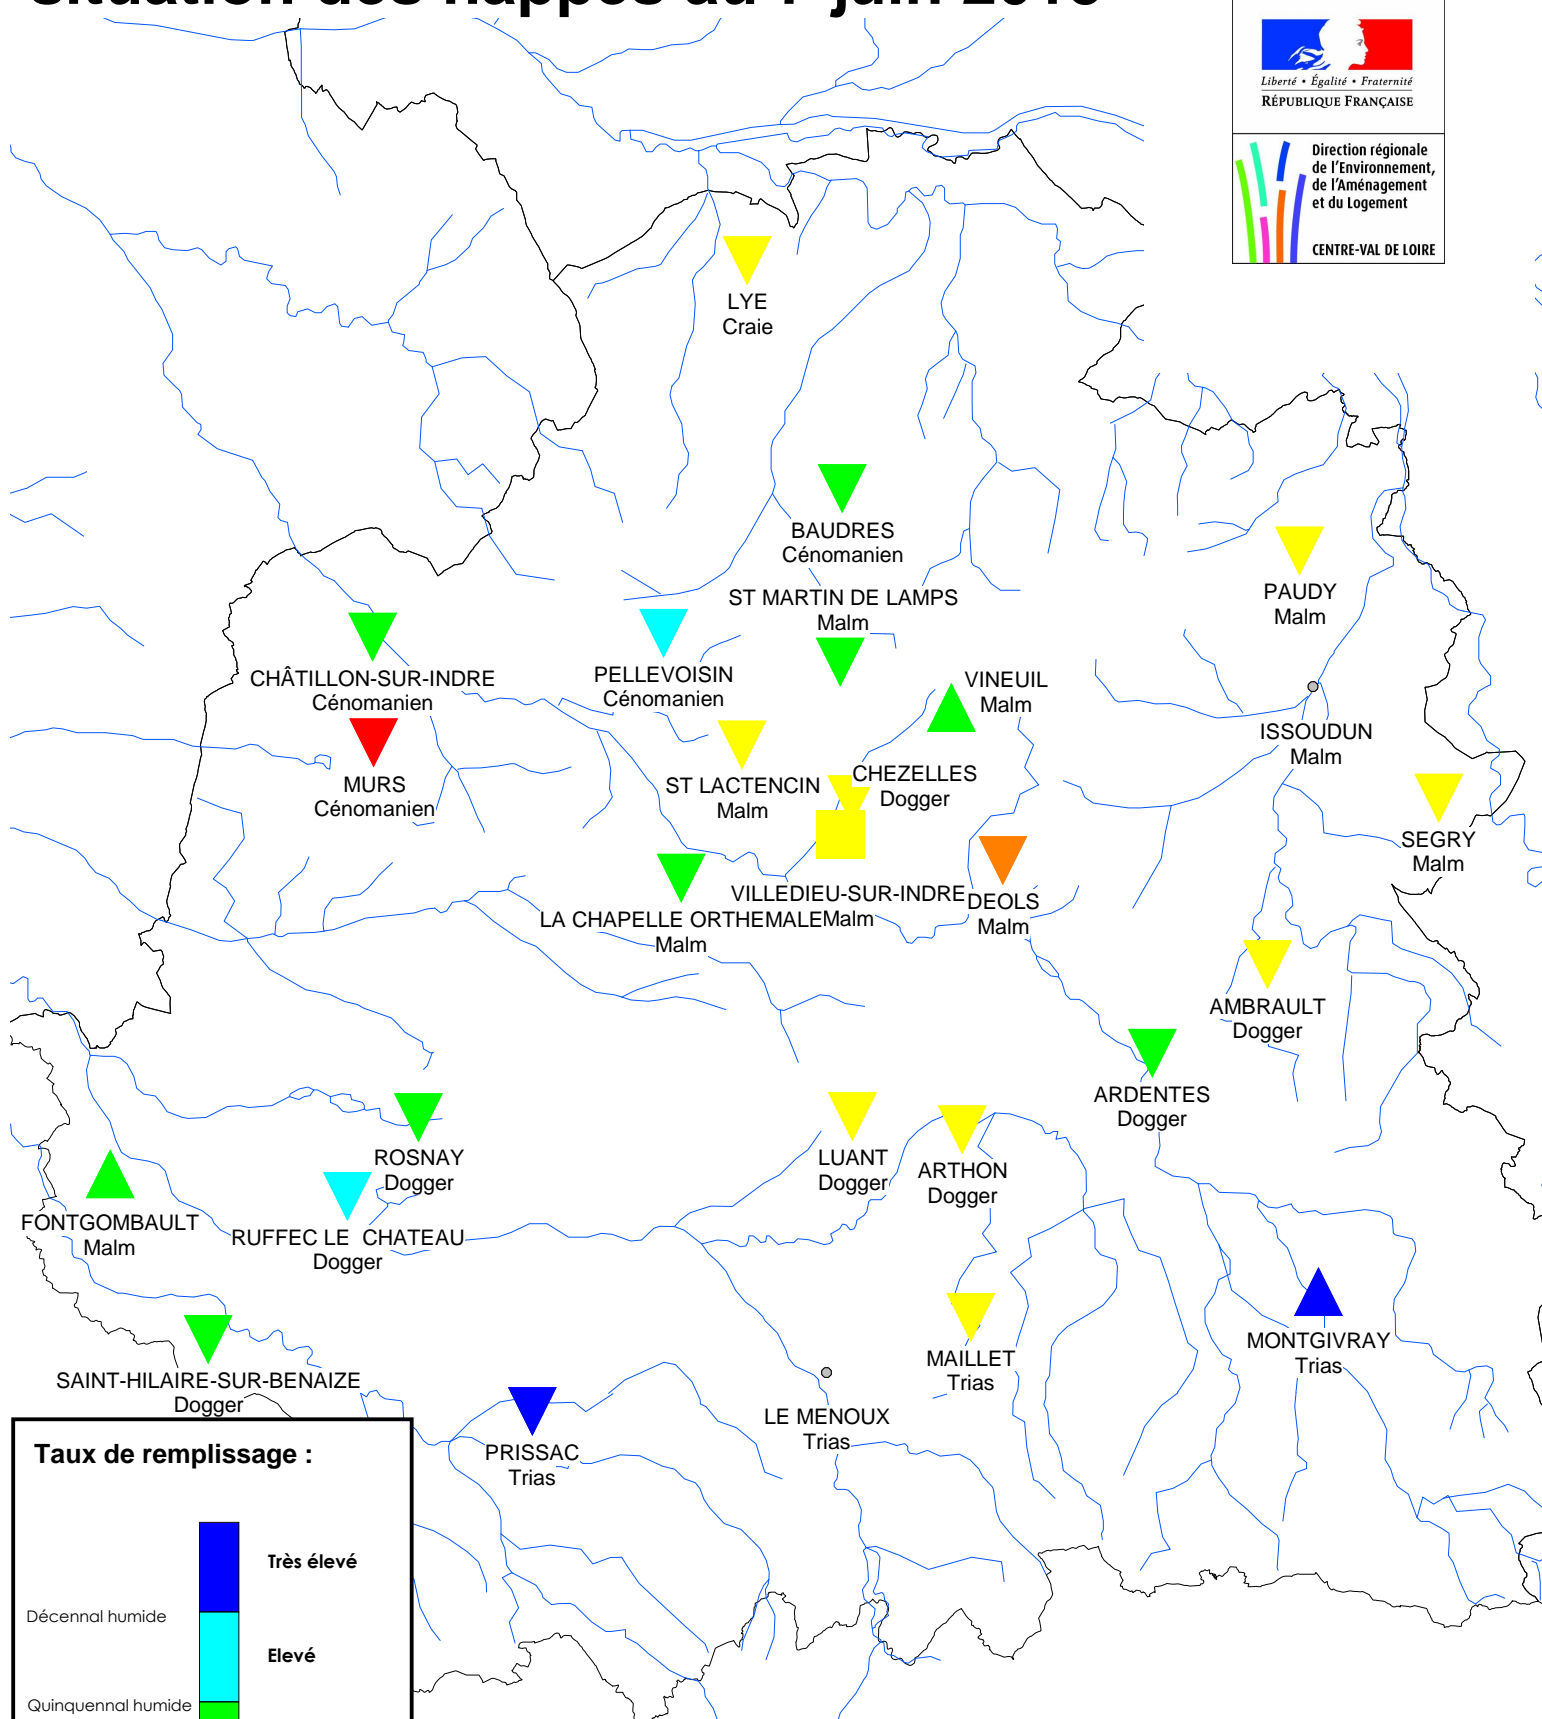 Liberté • Égalité • Fraternité
RÉPUBLIQUE FRANÇAISE
Direction régionale
de l'Environnement,
de l'Aménagement
et du Logement
CENTRE-VAL DE LOIRE
LYE
Craie
BAUDRES
Cénomanien
PAUDY
Malm
ST MARTIN DE LAMPS
Malm
CHÂTILLON-SUR-INDRE
Cénomanien
PELLEVOISIN
Cénomanien
VINEUIL
Malm
ISSOUDUN
Malm
MURS
Cénomanien
ST LACTENCIN
Malm
CHEZELLES
Dogger
SEGRY
Malm
VILLEDIEU-SUR-INDRE
Malm
DEOLS
Malm
LA CHAPELLE ORTHEMALE
Malm
AMBRAULT
Dogger
ARDENTES
Dogger
ROSNAY
Dogger
LUANT
Dogger
ARTHON
Dogger
FONTGOMBAULT
Malm
RUFFEC LE CHATEAU
Dogger
MONTGIVRAY
Trias
MAILLET
Trias
SAINT-HILAIRE-SUR-BENAIZE
Dogger
LE MENOUX
Trias
PRISSAC
Trias
Taux de remplissage :
Très élevé
Décennal humide
Elevé
Quinquennal humide